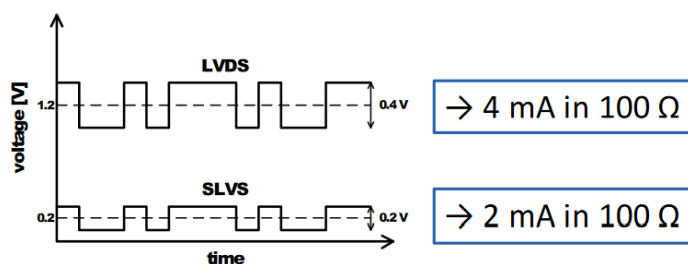 voltage [V]
LVDS
1.2
0.4 V
→ 4 mA in 100 Ω
SLVS
0.2
0.2 V
→ 2 mA in 100 Ω
time